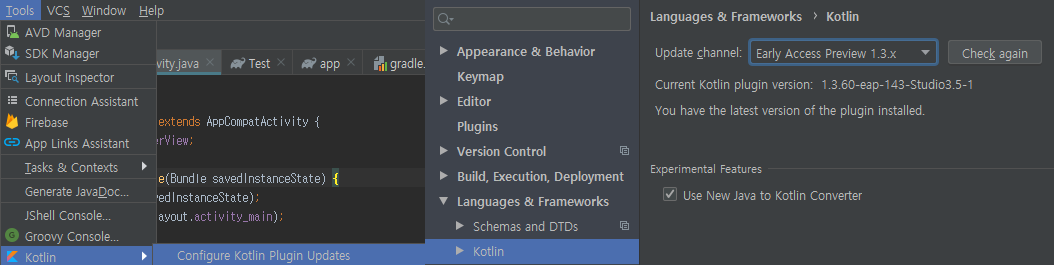 Tools VCS Window Help
AVD Manager
SDK Manager
Layout Inspector
Connection Assistant
Firebase
App Links Assistant
Tasks & Contexts
Generate JavaDoc...
JShell Console...
Groovy Console...
Kotlin
Configure Kotlin Plugin Updates
ivity.java Test app gradle.
extends AppCompatActivity {
erView;
e(Bundle savedInstanceState) {
vedInstanceState);
ayout.activity_main);
Appearance & Behavior
Keymap
Editor
Plugins
Version Control
Build, Execution, Deployment
Languages & Frameworks
Schemas and DTDs
Kotlin
Languages & Frameworks › Kotlin
Update channel: Early Access Preview 1.3.x Check again
Current Kotlin plugin version: 1.3.60-eap-143-Studio3.5-1
You have the latest version of the plugin installed.
Experimental Features
Use New Java to Kotlin Converter